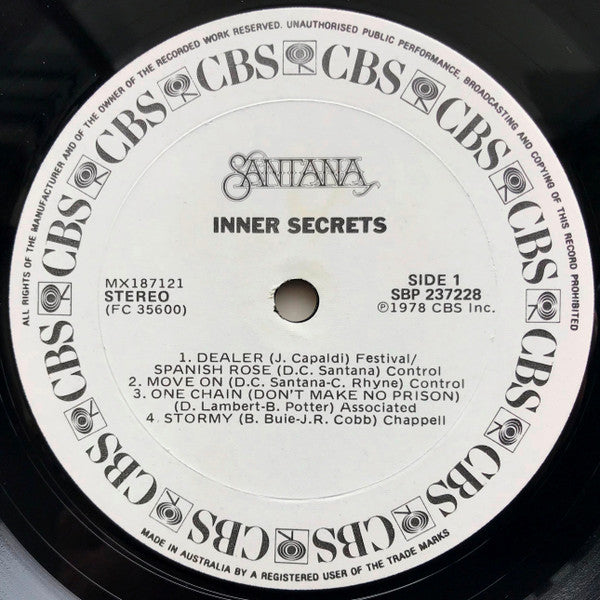 ALL RIGHTS OF THE MANUFACTURER AND OF THE OWNER OF THE RECORDED WORK RESERVED. UNAUTHORISED PUBLIC PERFORMANCE, BROADCASTING AND COPYING OF THIS RECORD PROHIBITED
CBS CBS CBS CBS CBS CBS CBS CBS CBS CBS CBS CBS
SANTANA
INNER SECRETS
MX187121
STEREO
(FC 35600)
SIDE 1
SBP 237228
℗1978 CBS Inc.
1. DEALER (J. Capaldi) Festival/
SPANISH ROSE (D.C. Santana) Control
2. MOVE ON (D.C. Santana-C. Rhyne) Control
3. ONE CHAIN (DON'T MAKE NO PRISON)
(D. Lambert-B. Potter) Associated
4. STORMY (B. Buie-J.R. Cobb) Chappell
MADE IN AUSTRALIA BY A REGISTERED USER OF THE TRADE MARKS